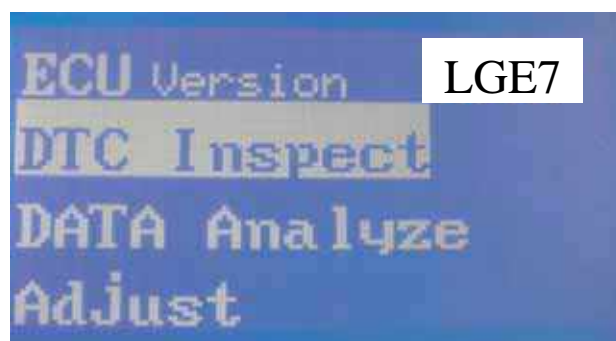 ECU Version LGE7
DTC Inspect
DATA Analyze
Adjust